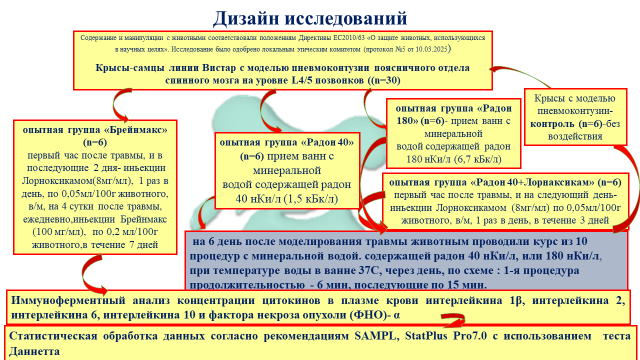 Дизайн исследований
Содержание и манипуляции с животными соответствовали положениям Директивы ЕС2010/63 «О защите животных, использующихся
в научных целях». Исследование было одобрено локальным этическим комитетом (протокол №5 от 10.03.2025)
Крысы-самцы линии Вистар с моделью пневмоконтузии поясничного отдела
спинного мозга на уровне L4/5 позвонков ((n=30)
опытная группа «Бреймакс»
(n=6)
первый час после травмы, и в
последующие 2 дня- инъекции
Лорноксикамом(8мг/мл), 1 раз в
день, по 0,05мл/100г животного,
в/м, на 4 сутки после травмы,
ежедневно,инъекции Бреймакс
(100 мг/мл), по 0,2 мл/100г
животного,в течение 7 дней
опытная группа «Радон 40»
(n=6) прием ванн с
минеральной
водой содержащей радон
40 нКи/л (1,5 кБк/л)
опытная группа «Радон
180» (n=6)- прием ванн с
минеральной
водой содержащей радон
180 нКи/л (6,7 кБк/л)
Крысы с моделью
пневмоконтузии-
контроль (n=6)-без
воздействия
опытная группа «Радон 40+Лорнаксикам» (n=6)
первый час после травмы, и на следующий день-
инъекции Лорноксикамом (8мг/мл) по 0,05мл/100г
животного, в/м, 1 раз в день, в течение 3 дней
на 6 день после моделирования травмы животным проводили курс из 10
процедур с минеральной водой. содержащей радон 40 нКи/л, или 180 нКи/л,
при температуре воды в ванне 37С, через день, по схеме : 1-я процедура
продолжительностью - 6 мин, последующие по 15 мин.
Иммуноферментный анализ концентрации цитокинов в плазме крови интерлейкина 1β, интерлейкина 2,
интерлейкина 6, интерлейкина 10 и фактора некроза опухоли (ФНО)- α
Статистическая обработка данных согласно рекомендациям SAMPL, StatPlus Pro7.0 с использованием теста
Даннетта